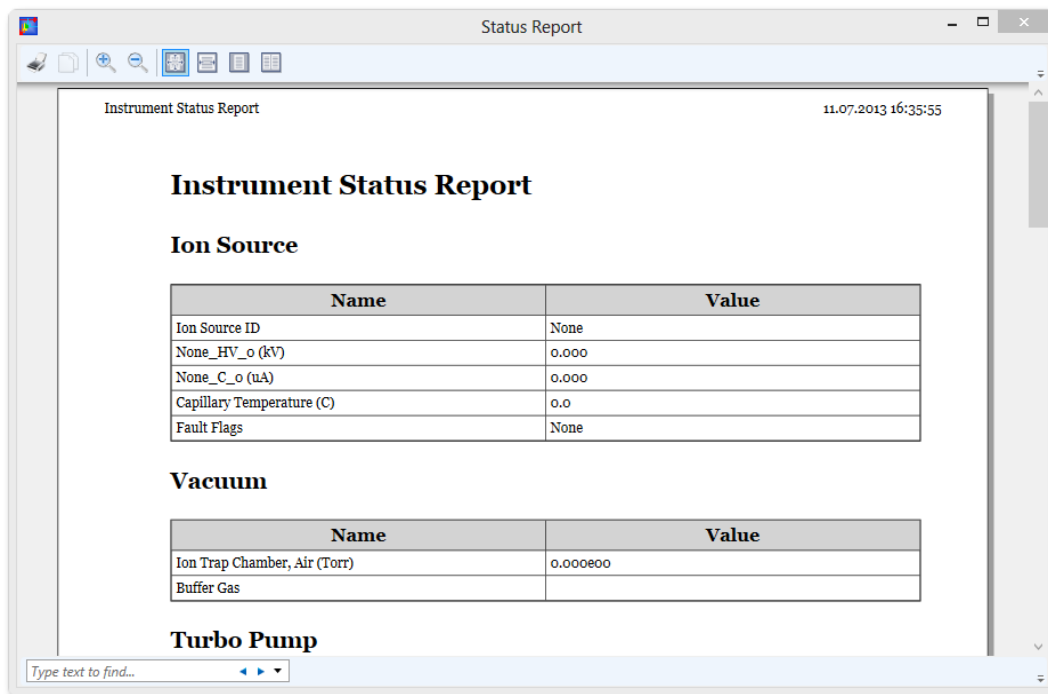 Status Report
Instrument Status Report 11.07.2013 16:35:55
Instrument Status Report
Ion Source
Name Value
Ion Source ID None
None_HV_0 (kV) 0.000
None_C_0 (uA) 0.000
Capillary Temperature (C) 0.0
Fault Flags None
Vacuum
Name Value
Ion Trap Chamber, Air (Torr) 0.000e00
Buffer Gas
Turbo Pump
Type text to find...